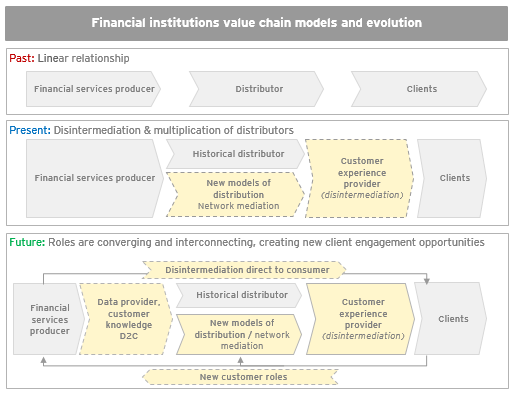 Financial institutions value chain models and evolution
Past: Linear relationship
Financial services producer
Distributor
Clients
Present: Disintermediation & multiplication of distributors
Financial services producer
Historical distributor
New models of
distribution
Network mediation
Customer
experience
provider
(disintermediation)
Clients
Future: Roles are converging and interconnecting, creating new client engagement opportunities
Disintermediation direct to consumer
Financial
services
producer
Data provider,
customer
knowledge
D2C
Historical distributor
New models of
distribution / network
mediation
Customer
experience
provider
(disintermediation)
Clients
New customer roles